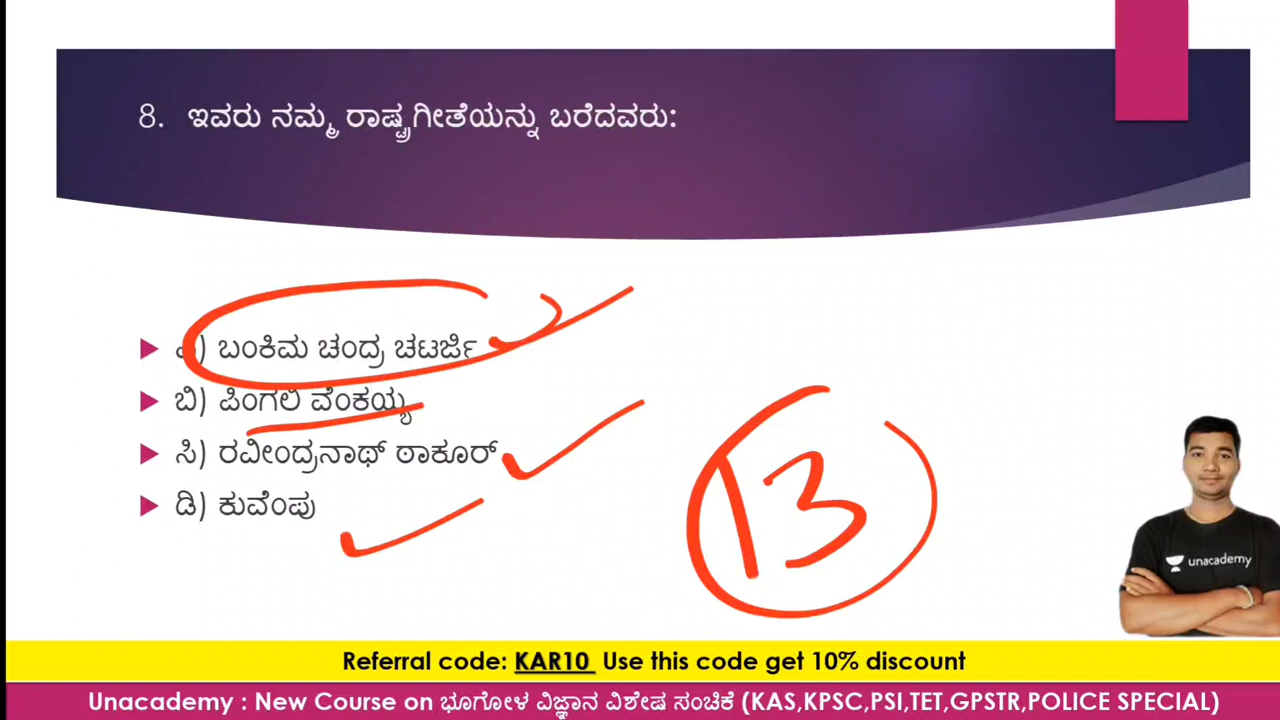 8. ಇವರು ನಮ್ಮ ರಾಷ್ಟ್ರಗೀತೆಯನ್ನು ಬರೆದವರು:
ಎ) ಬಂಕಿಮ ಚಂದ್ರ ಚಟರ್ಜಿ
ಬಿ) ಪಿಂಗಲಿ ವೆಂಕಯ್ಯ
ಸಿ) ರವೀಂದ್ರನಾಥ್ ಠಾಕೂರ್
ಡಿ) ಕುವೆಂಪು
13
unacademy
Referral code: KAR10 Use this code get 10% discount
Unacademy : New Course on ಭೂಗೋಳ ವಿಜ್ಞಾನ ವಿಶೇಷ ಸಂಚಿಕೆ (KAS,KPSC,PSI,TET,GPSTR,POLICE SPECIAL)